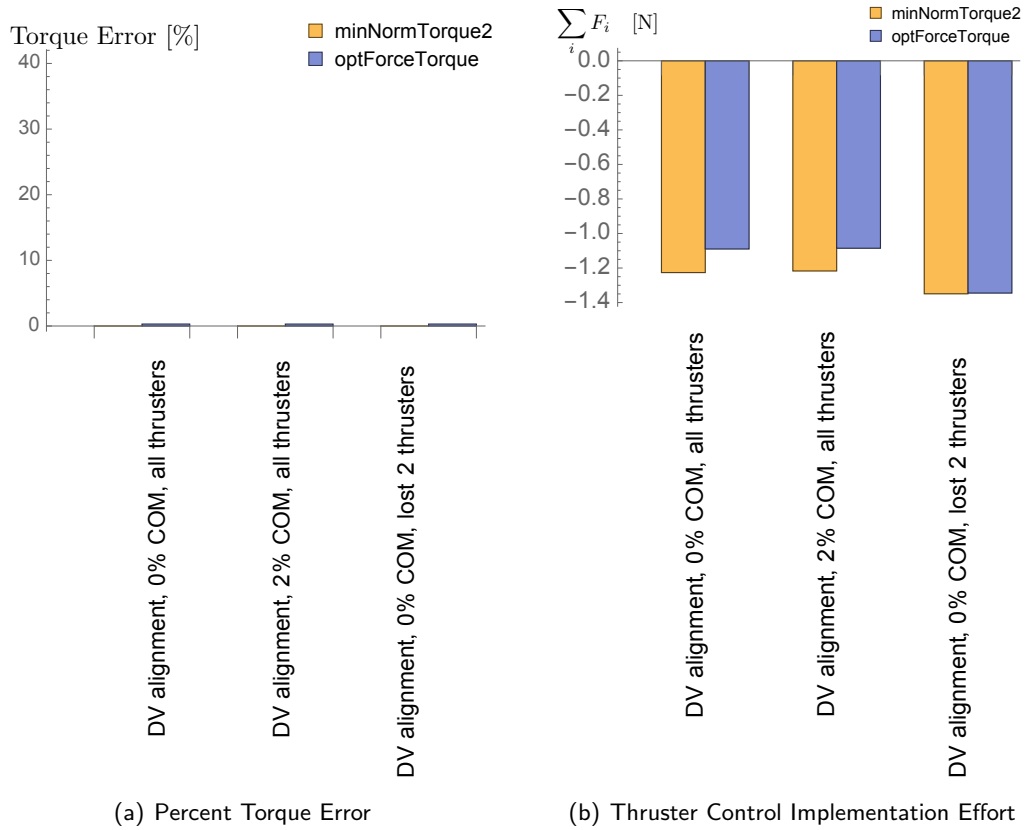 Torque Error [%]
minNormTorque2
optForceTorque
40
30
20
10
0
DV alignment, 0% COM, all thrusters
DV alignment, 2% COM, all thrusters
DV alignment, 0% COM, lost 2 thrusters
(a) Percent Torque Error
∑ F_i [N]
i
minNormTorque2
optForceTorque
0.0
−0.2
−0.4
−0.6
−0.8
−1.0
−1.2
−1.4
DV alignment, 0% COM, all thrusters
DV alignment, 2% COM, all thrusters
DV alignment, 0% COM, lost 2 thrusters
(b) Thruster Control Implementation Effort